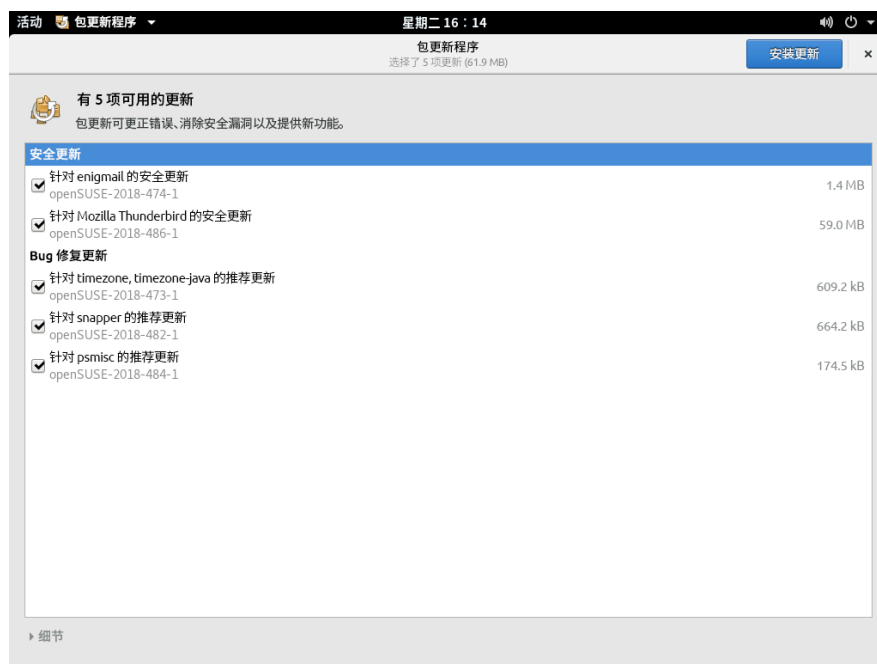 活动 包更新程序
星期二 16：14
包更新程序
选择了 5 项更新 (61.9 MB)
安装更新
×
有 5 项可用的更新
包更新可更正错误、消除安全漏洞以及提供新功能。
安全更新
针对 enigmail 的安全更新
openSUSE-2018-474-1
1.4 MB
针对 Mozilla Thunderbird 的安全更新
openSUSE-2018-486-1
59.0 MB
Bug 修复更新
针对 timezone, timezone-java 的推荐更新
openSUSE-2018-473-1
609.2 kB
针对 snapper 的推荐更新
openSUSE-2018-482-1
664.2 kB
针对 psmisc 的推荐更新
openSUSE-2018-484-1
174.5 kB
细节